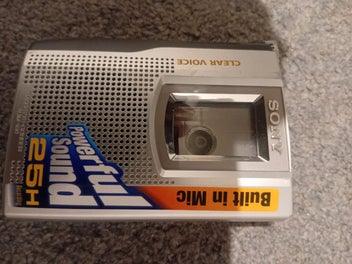 CLEAR VOICE
SONY
Powerful
Sound
25H
Built in Mic